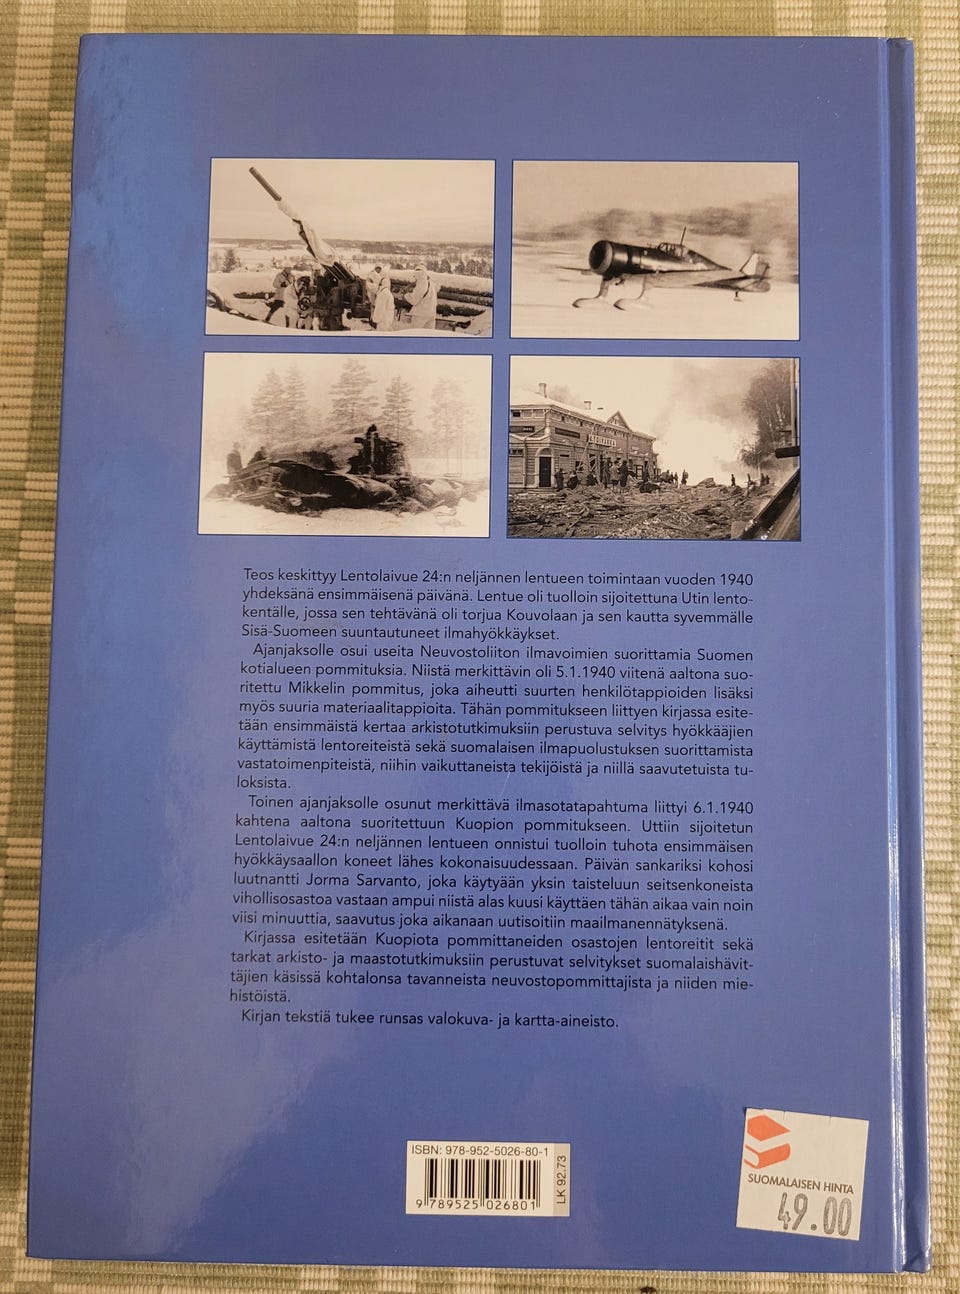 Teos keskittyy Lentolaivue 24:n neljännen lentueen toimintaan vuoden 1940
yhdeksänä ensimmäisenä päivänä. Lentue oli tuolloin sijoitettuna Utin lento-
kentälle, jossa sen tehtävänä oli torjua Kouvolaan ja sen kautta syvemmälle
Sisä-Suomeen suuntautuneet ilmahyökkäykset.
Ajanjaksolle osui useita Neuvostoliiton ilmavoimien suorittamia Suomen
kotialueen pommituksia. Niistä merkittävin oli 5.1.1940 viitenä aaltona suo-
ritettu Mikkelin pommitus, joka aiheutti suurten henkilötappioiden lisäksi
myös suuria materiaalitappioita. Tähän pommitukseen liittyen kirjassa esite-
tään ensimmäistä kertaa arkistotutkimuksiin perustuva selvitys hyökkääjien
käyttämistä lentoreiteistä sekä suomalaisen ilmapuolustuksen suorittamista
vastatoimenpiteistä, niihin vaikuttaneista tekijöistä ja niillä saavutetuista tu-
loksista.
Toinen ajanjaksolle osunut merkittävä ilmasotatapahtuma liittyi 6.1.1940
kahtena aaltona suoritettuun Kuopion pommitukseen. Uttiin sijoitetun
Lentolaivue 24:n neljännen lentueen onnistui tuolloin tuhota ensimmäisen
hyökkäysaallon koneet lähes kokonaisuudessaan. Päivän sankariksi kohosi
luutnantti Jorma Sarvanto, joka käytyään yksin taisteluun seitsenkoneista
vihollisosastoa vastaan ampui niistä alas kuusi käyttäen tähän aikaa vain noin
viisi minuuttia, saavutus joka aikanaan uutisoitiin maailmanennätyksenä.
Kirjassa esitetään Kuopiota pommittaneiden osastojen lentoreitit sekä
tarkat arkisto- ja maastotutkimuksiin perustuvat selvitykset suomalaishävit-
täjien käsissä kohtalonsa tavanneista neuvostopommittajista ja niiden mie-
histöistä.
Kirjan tekstiä tukee runsas valokuva- ja kartta-aineisto.
ISBN: 978-952-5026-80-1
9 789525 026801
LK 92.73
SUOMALAISEN HINTA
49.00